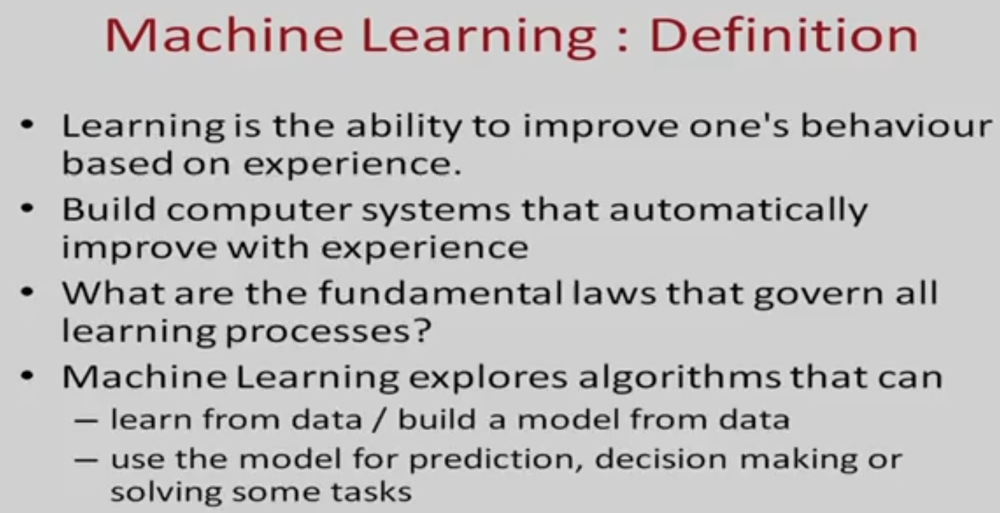 Machine Learning : Definition
• Learning is the ability to improve one's behaviour
based on experience.
• Build computer systems that automatically
improve with experience
• What are the fundamental laws that govern all
learning processes?
• Machine Learning explores algorithms that can
– learn from data / build a model from data
– use the model for prediction, decision making or
solving some tasks